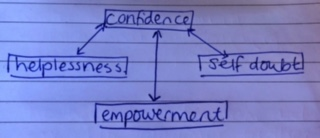 confidence
helplessness
self doubt
empowerment